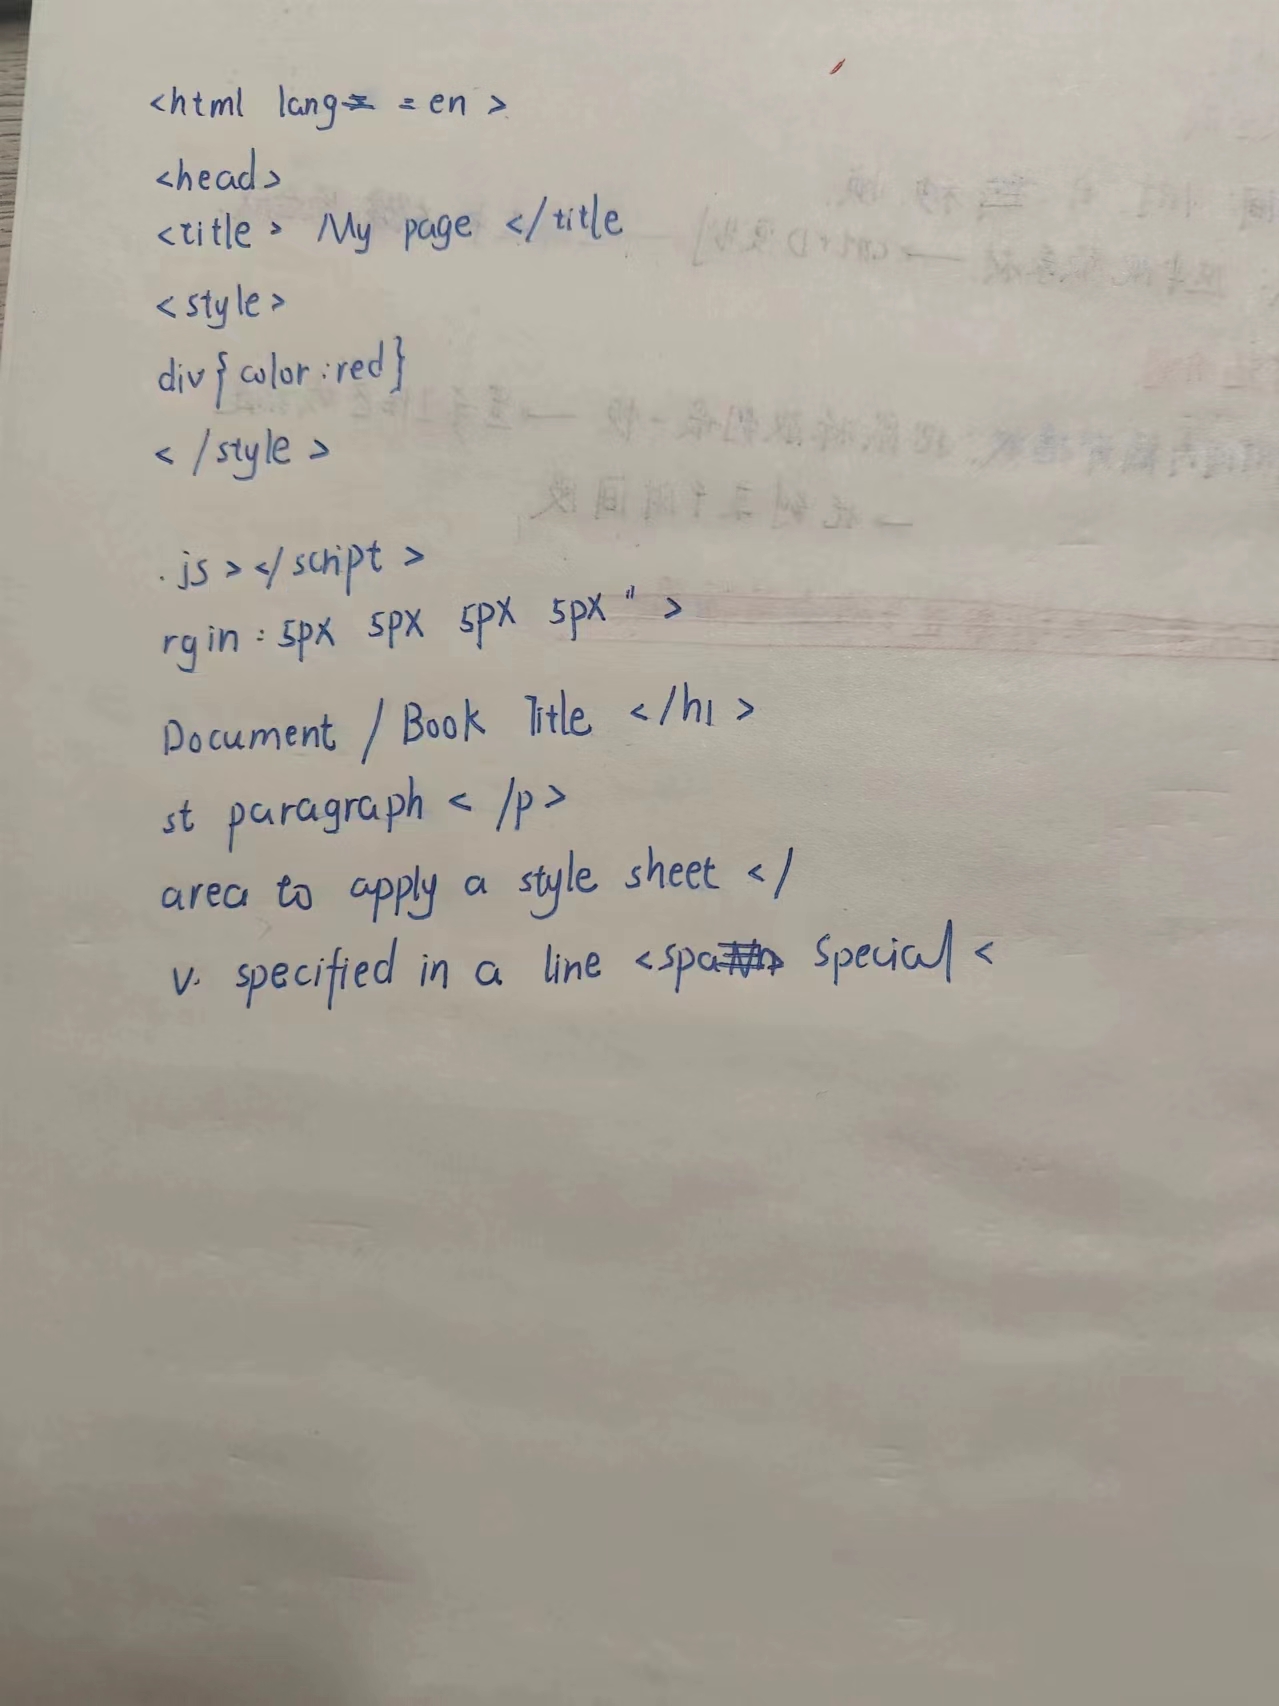 <html lang = en >
<head>
<title> My page </title
<style>
div{color:red}
</style>
.js></script>
rgin: 5px 5px 5px 5px">
Document / Book Title </h1>
st paragraph </p>
area to apply a style sheet </
v. specified in a line <span> Special <